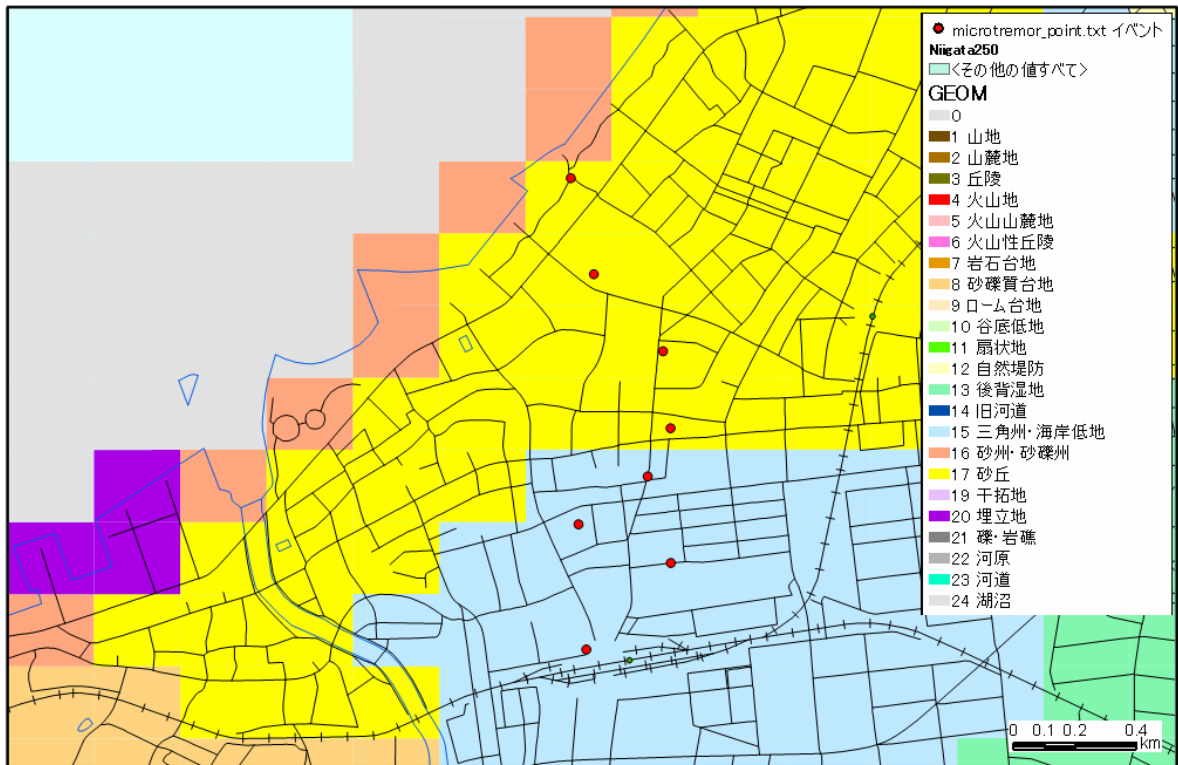 microtremor_point.txt イベント
Niigata250
<その他の値すべて>
GEOM
0
1 山地
2 山麓地
3 丘陵
4 火山地
5 火山山麓地
6 火山性丘陵
7 岩石台地
8 砂礫質台地
9 ローム台地
10 谷底低地
11 扇状地
12 自然堤防
13 後背湿地
14 旧河道
15 三角州・海岸低地
16 砂州・砂礫州
17 砂丘
19 干拓地
20 埋立地
21 礫・岩礁
22 河原
23 河道
24 湖沼
0 0.1 0.2 0.4
km